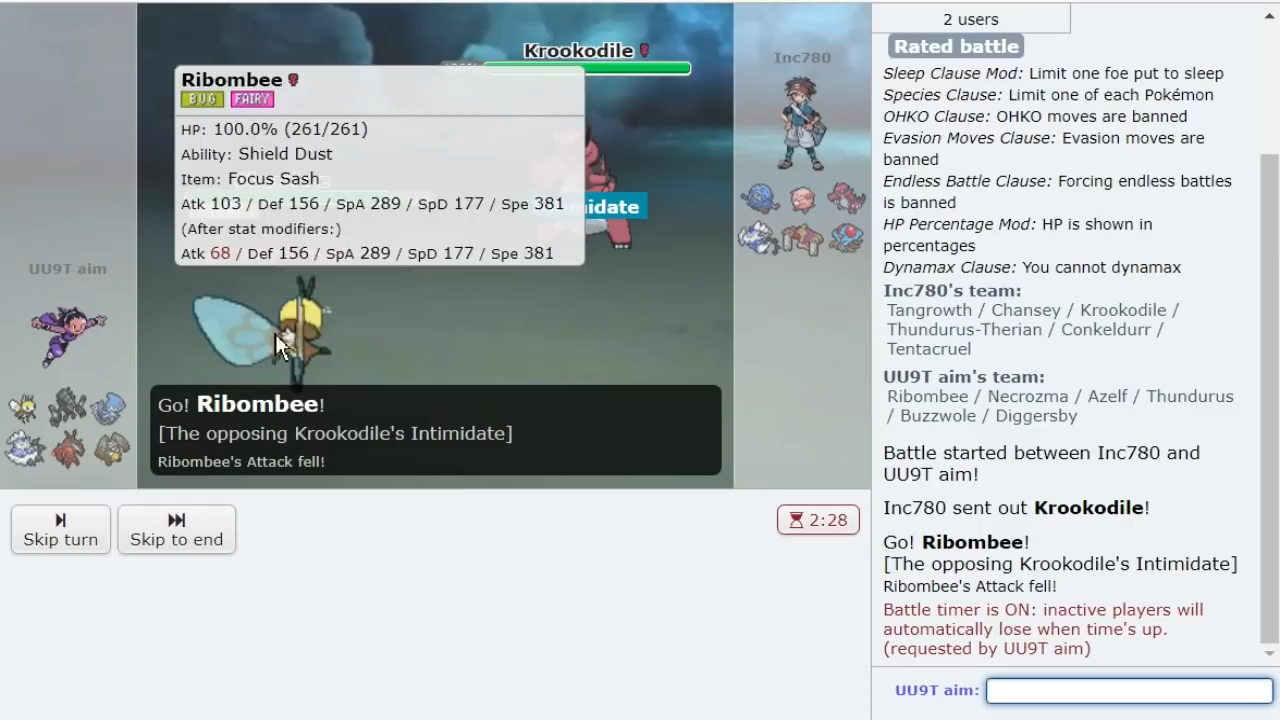 Krookodile
Ribombee
BUG FAIRY
HP: 100.0% (261/261)
Ability: Shield Dust
Item: Focus Sash
Atk 103 / Def 156 / SpA 289 / SpD 177 / Spe 381
(After stat modifiers:)
Atk 68 / Def 156 / SpA 289 / SpD 177 / Spe 381
idate
Inc780
UU9T aim
Go! Ribombee!
[The opposing Krookodile's Intimidate]
Ribombee's Attack fell!
Skip turn
Skip to end
2:28
2 users
Rated battle
Sleep Clause Mod: Limit one foe put to sleep
Species Clause: Limit one of each Pokémon
OHKO Clause: OHKO moves are banned
Evasion Moves Clause: Evasion moves are
banned
Endless Battle Clause: Forcing endless battles
is banned
HP Percentage Mod: HP is shown in
percentages
Dynamax Clause: You cannot dynamax
Inc780's team:
Tangrowth / Chansey / Krookodile /
Thundurus-Therian / Conkeldurr /
Tentacruel
UU9T aim's team:
Ribombee / Necrozma / Azelf / Thundurus
/ Buzzwole / Diggersby
Battle started between Inc780 and
UU9T aim!
Inc780 sent out Krookodile!
Go! Ribombee!
[The opposing Krookodile's Intimidate]
Ribombee's Attack fell!
Battle timer is ON: inactive players will
automatically lose when time's up.
(requested by UU9T aim)
UU9T aim: